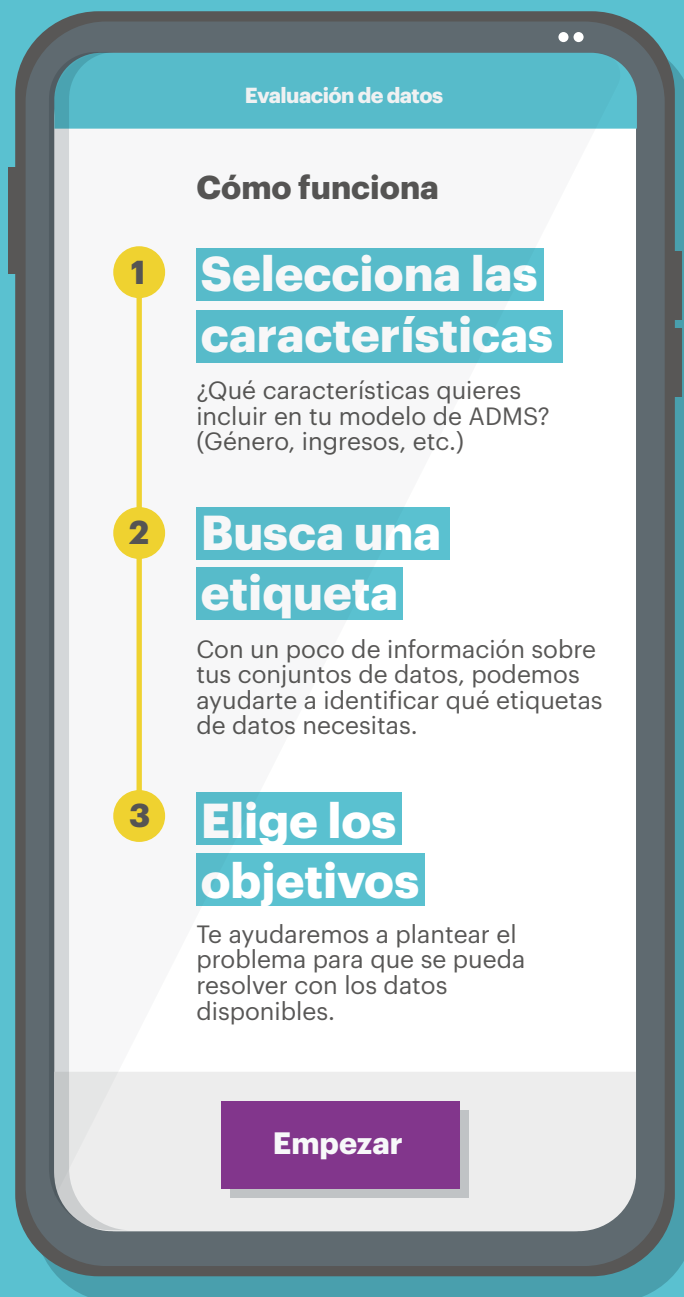 Evaluación de datos
Cómo funciona
1
Selecciona las
características
¿Qué características quieres
incluir en tu modelo de ADMS?
(Género, ingresos, etc.)
2
Busca una
etiqueta
Con un poco de información sobre
tus conjuntos de datos, podemos
ayudarte a identificar qué etiquetas
de datos necesitas.
3
Elige los
objetivos
Te ayudaremos a plantear el
problema para que se pueda
resolver con los datos
disponibles.
Empezar